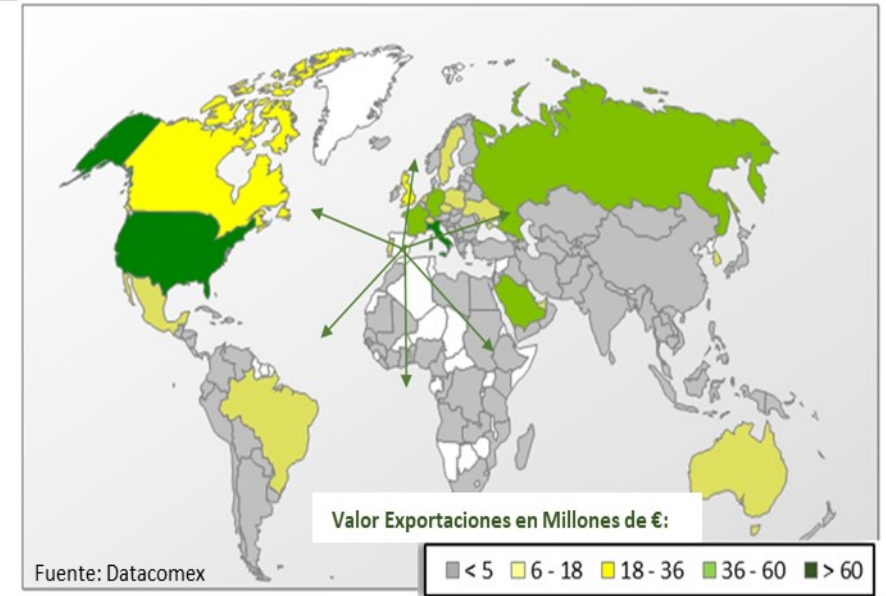 Valor Exportaciones en Millones de €:
Fuente: Datacomex
< 5 6 - 18 18 - 36 36 - 60 > 60